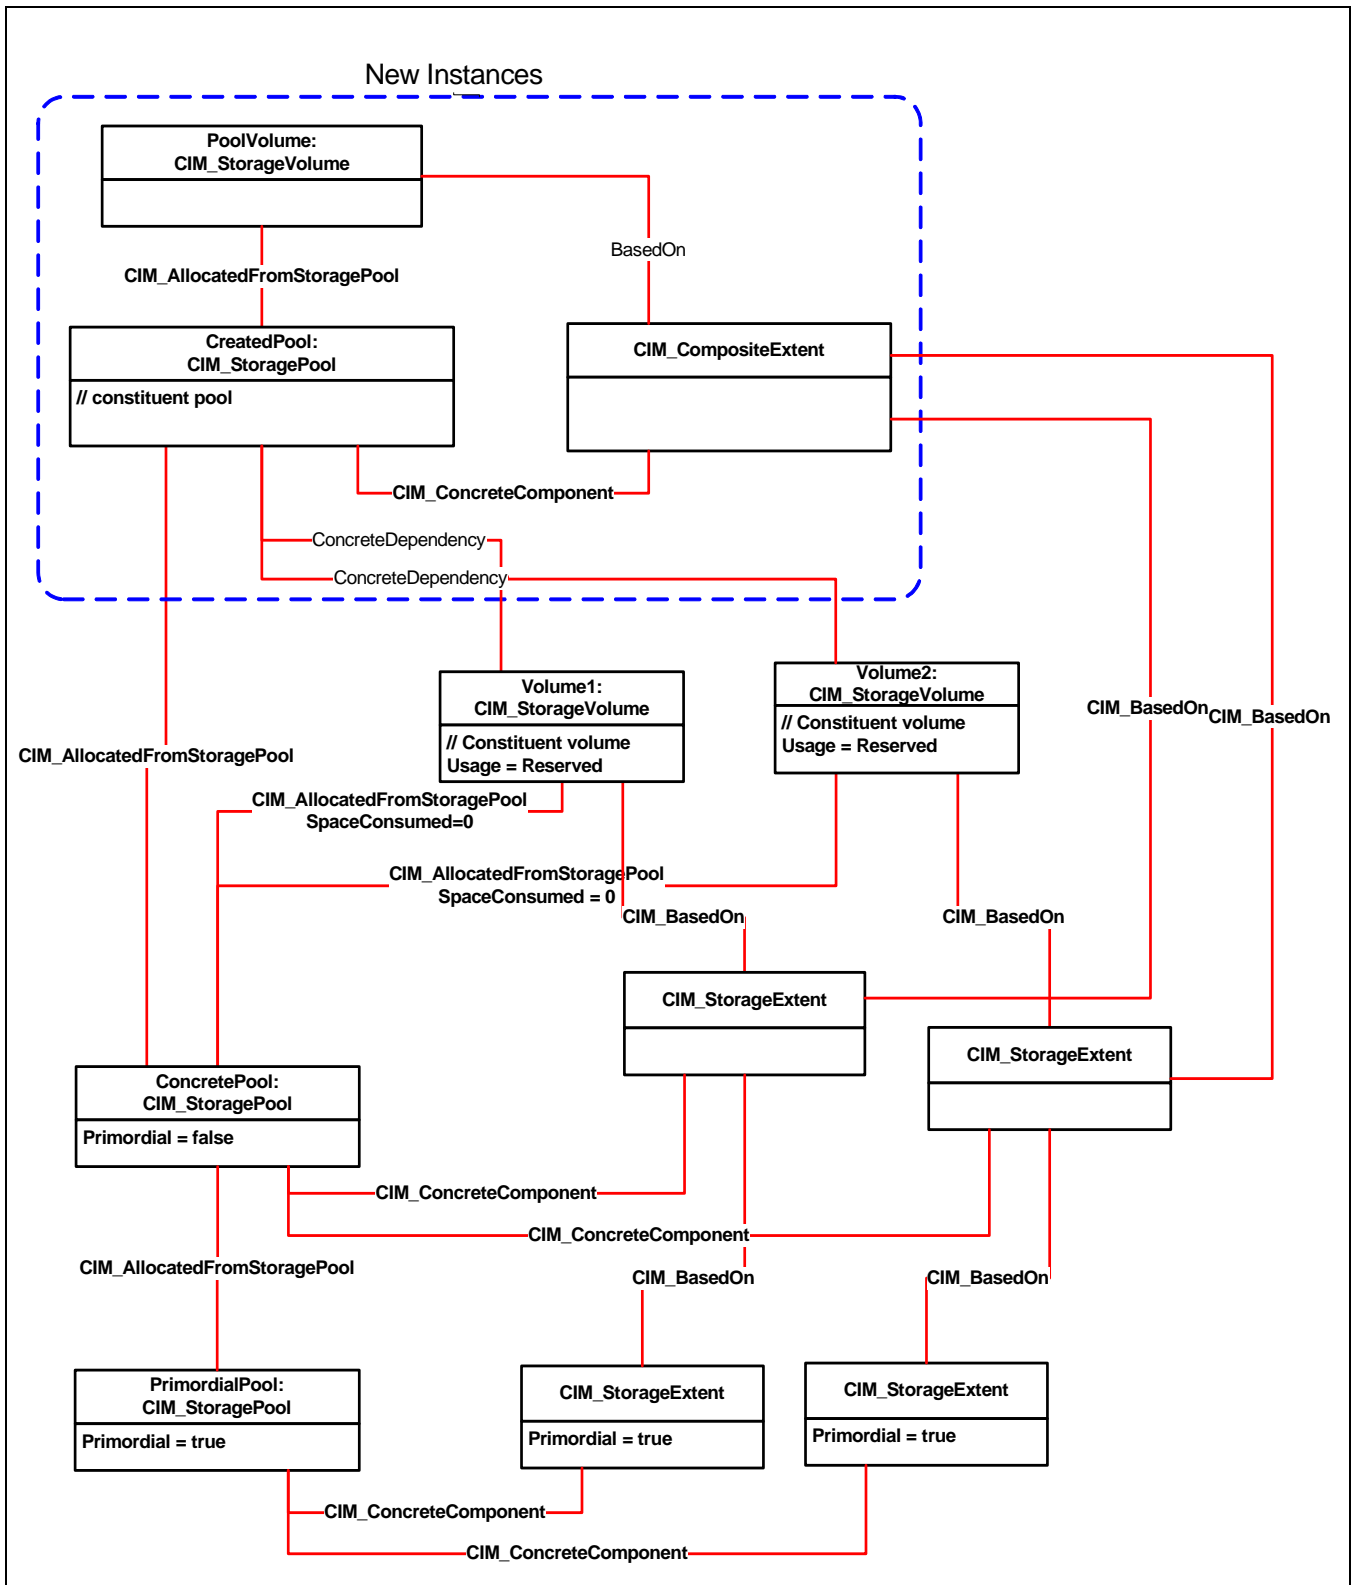 New Instances
PoolVolume:
CIM_StorageVolume
BasedOn
CIM_AllocatedFromStoragePool
CreatedPool:
CIM_StoragePool
// constituent pool
CIM_CompositeExtent
CIM_ConcreteComponent
ConcreteDependency
ConcreteDependency
Volume1:
CIM_StorageVolume
// Constituent volume
Usage = Reserved
Volume2:
CIM_StorageVolume
// Constituent volume
Usage = Reserved
CIM_BasedOn
CIM_BasedOn
CIM_AllocatedFromStoragePool
CIM_AllocatedFromStoragePool
SpaceConsumed=0
CIM_AllocatedFromStoragePool
SpaceConsumed = 0
CIM_BasedOn
CIM_BasedOn
CIM_StorageExtent
CIM_StorageExtent
ConcretePool:
CIM_StoragePool
Primordial = false
CIM_ConcreteComponent
CIM_ConcreteComponent
CIM_AllocatedFromStoragePool
CIM_BasedOn
CIM_BasedOn
PrimordialPool:
CIM_StoragePool
Primordial = true
CIM_StorageExtent
Primordial = true
CIM_StorageExtent
Primordial = true
CIM_ConcreteComponent
CIM_ConcreteComponent